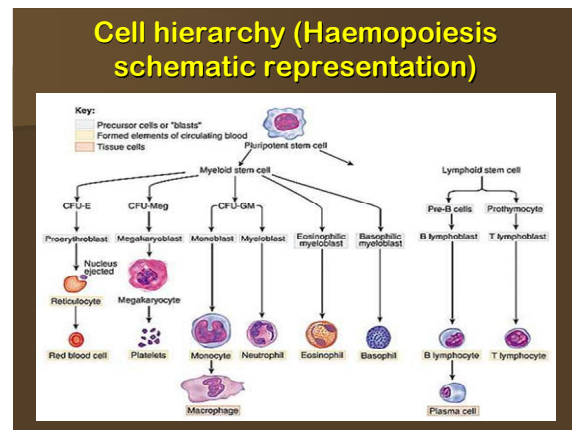 Cell hierarchy (Haemopoiesis
schematic representation)
Key:
Precursor cells or "blasts"
Formed elements of circulating blood
Tissue cells
Pluripotent stem cell
Myeloid stem cell
Lymphoid stem cell
CFU-E
CFU-Meg
CFU-GM
Pre-B cells
Prothymocyte
Proerythroblast
Megakaryoblast
Monoblast
Myeloblast
Eosinophilic
myeloblast
Basophilic
myeloblast
B lymphoblast
T lymphoblast
Nucleus
ejected
Reticulocyte
Megakaryocyte
Red blood cell
Platelets
Monocyte
Neutrophil
Eosinophil
Basophil
B lymphocyte
T lymphocyte
Macrophage
Plasma cell